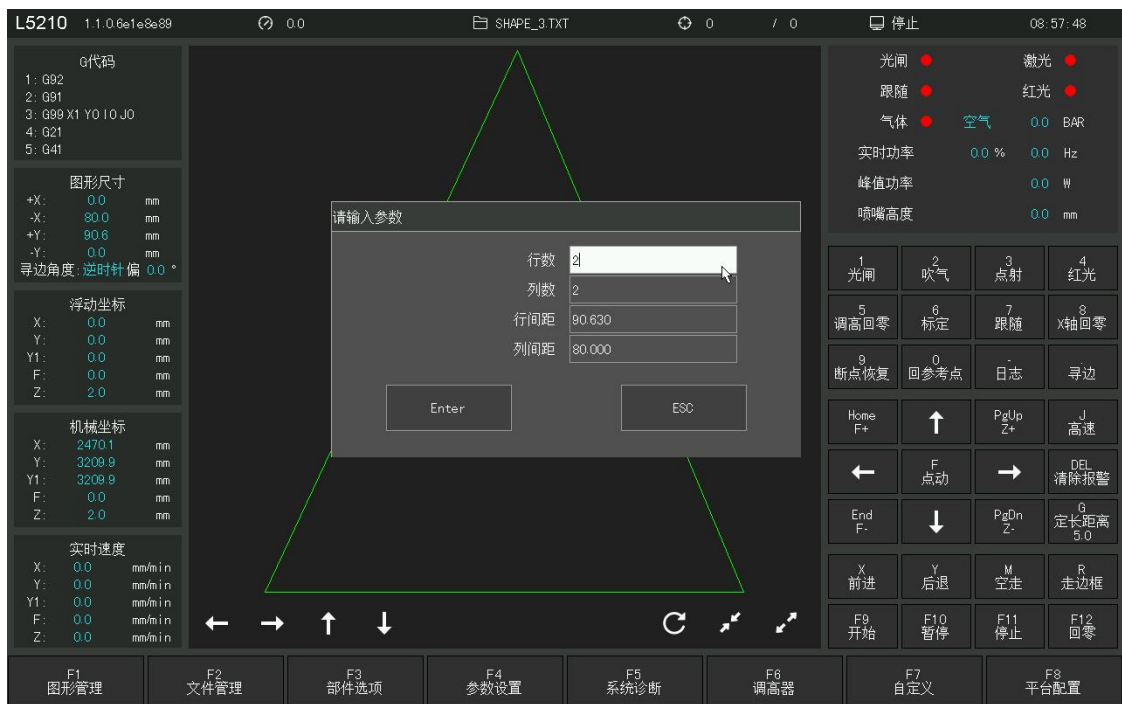 L5210 1.1.0.6e1e8e89 0.0 SHAPE_3.TXT 0 / 0 停止 08:57:48
G代码
1: G92
2: G91
3: G99 X1 Y0 I0 J0
4: G21
5: G41
图形尺寸
+X: 0.0 mm
-X: 80.0 mm
+Y: 90.6 mm
-Y: 0.0 mm
寻边角度:逆时针偏 0.0 °
浮动坐标
X: 0.0 mm
Y: 0.0 mm
Y1: 0.0 mm
F: 0.0 mm
Z: 2.0 mm
机械坐标
X: 2470.1 mm
Y: 3209.9 mm
Y1: 3209.9 mm
F: 0.0 mm
Z: 2.0 mm
实时速度
X: 0.0 mm/min
Y: 0.0 mm/min
Y1: 0.0 mm/min
F: 0.0 mm/min
Z: 0.0 mm/min
请输入参数
行数 2
列数 2
行间距 90.630
列间距 80.000
Enter ESC
光闸 激光
跟随 红光
气体 空气 0.0 BAR
实时功率 0.0 % 0.0 Hz
峰值功率 0.0 W
喷嘴高度 0.0 mm
1 2 3 4
光闸 吹气 点射 红光
5 6 7 8
调高回零 标定 跟随 X轴回零
9 0 - .
断点恢复 回参考点 日志 寻边
Home ↑ PgUp J
F+ Z+ 高速
← F → DEL
点动 清除报警
End ↓ PgDn G
F- Z- 定长距离
5.0
X Y M R
前进 后退 空走 走边框
F9 F10 F11 F12
开始 暂停 停止 回零
F1 F2 F3 F4 F5 F6 F7 F8
图形管理 文件管理 部件选项 参数设置 系统诊断 调高器 自定义 平台配置